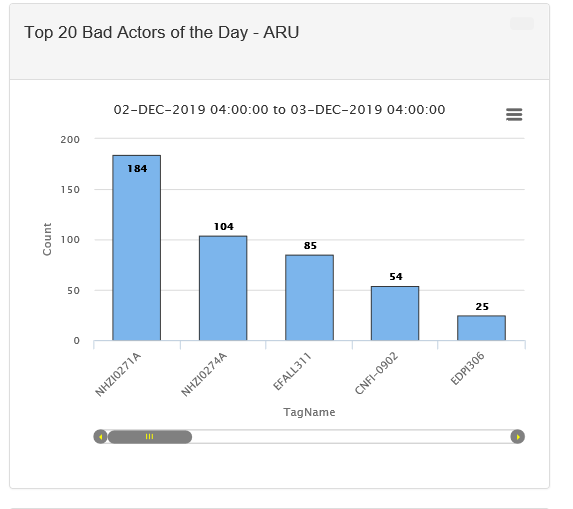 Top 20 Bad Actors of the Day - ARU
02-DEC-2019 04:00:00 to 03-DEC-2019 04:00:00
200
150
100
50
0
Count
184
104
85
54
25
NHZI0271A
NHZI0274A
EFALL311
CNFI-0902
EDPI306
TagName